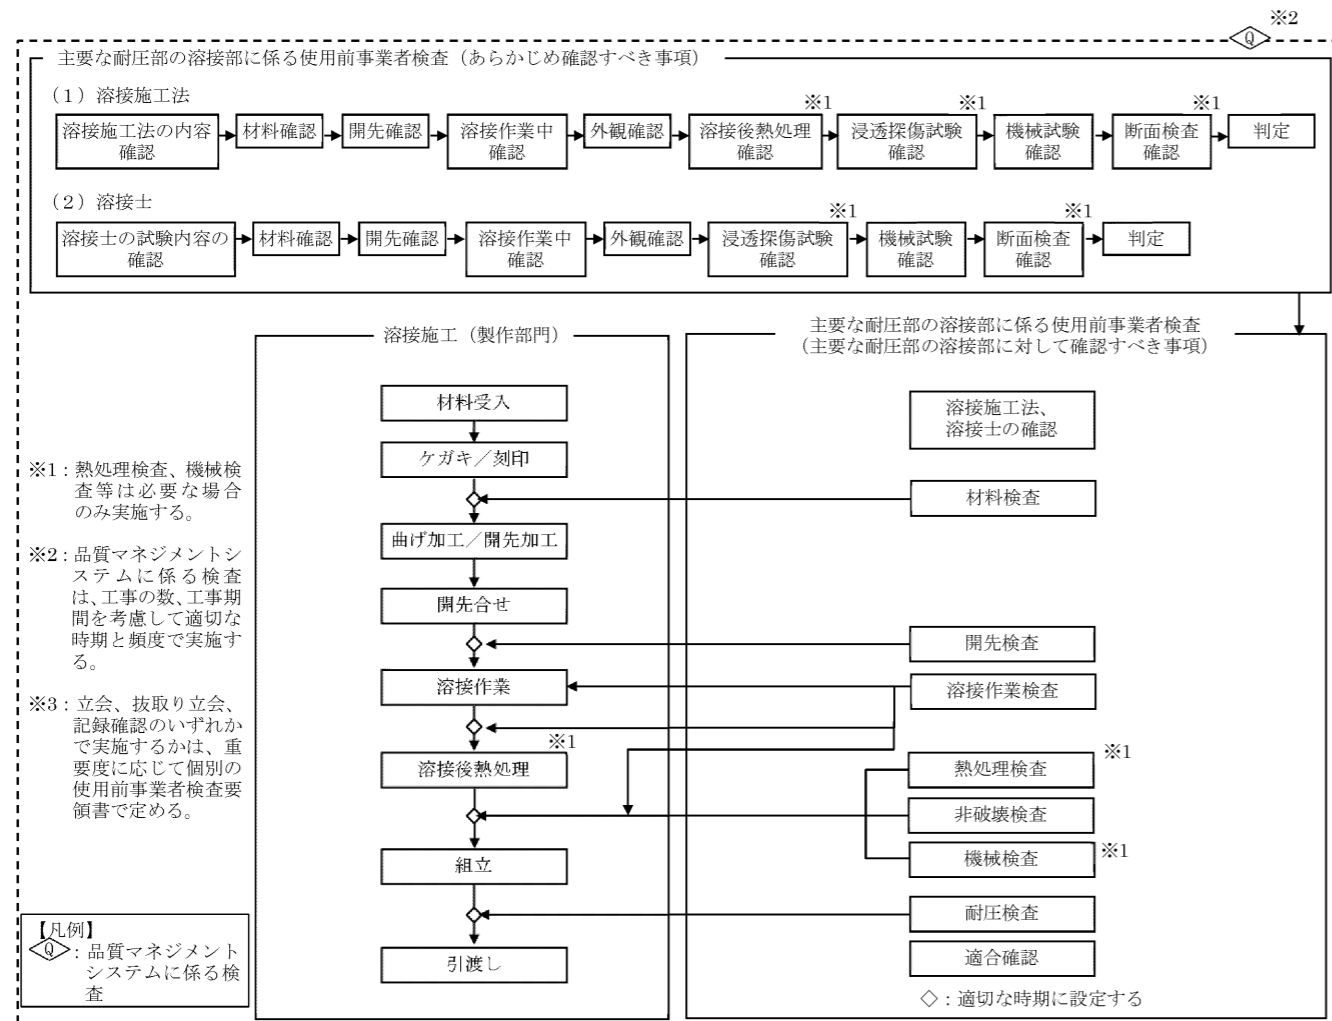 ※2
Q
主要な耐圧部の溶接部に係る使用前事業者検査（あらかじめ確認すべき事項）
（1）溶接施工法
※1
※1
※1
溶接施工法の内容
確認
材料確認
開先確認
溶接作業中
確認
外観確認
溶接後熱処理
確認
浸透探傷試験
確認
機械試験
確認
断面検査
確認
判定
（2）溶接士
※1
※1
溶接士の試験内容の
確認
材料確認
開先確認
溶接作業中
確認
外観確認
浸透探傷試験
確認
機械試験
確認
断面検査
確認
判定
※1：熱処理検査、機械検
査等は必要な場合
のみ実施する。
※2：品質マネジメントシ
ステムに係る検査
は、工事の数、工事期
間を考慮して適切な
時期と頻度で実施す
る。
※3：立会、抜取り立会、
記録確認のいずれか
で実施するかは、重
要度に応じて個別の
使用前事業者検査要
領書で定める。
【凡例】
Q：品質マネジメント
システムに係る検
査
溶接施工（製作部門）
材料受入
ケガキ／刻印
曲げ加工／開先加工
開先合せ
溶接作業
※1
溶接後熱処理
組立
引渡し
主要な耐圧部の溶接部に係る使用前事業者検査
（主要な耐圧部の溶接部に対して確認すべき事項）
溶接施工法、
溶接士の確認
材料検査
開先検査
溶接作業検査
熱処理検査
※1
非破壊検査
機械検査
※1
耐圧検査
適合確認
◇：適切な時期に設定する